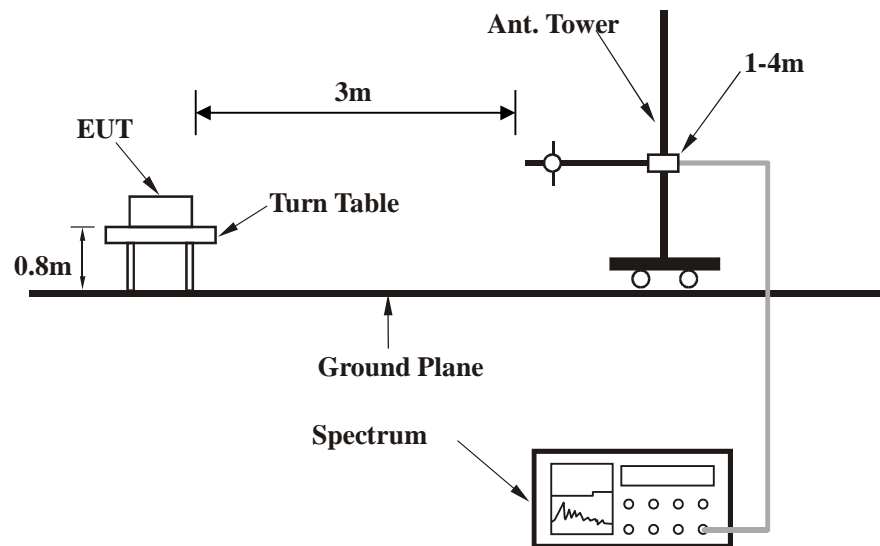 Ant. Tower
1-4m
3m
EUT
Turn Table
0.8m
Ground Plane
Spectrum